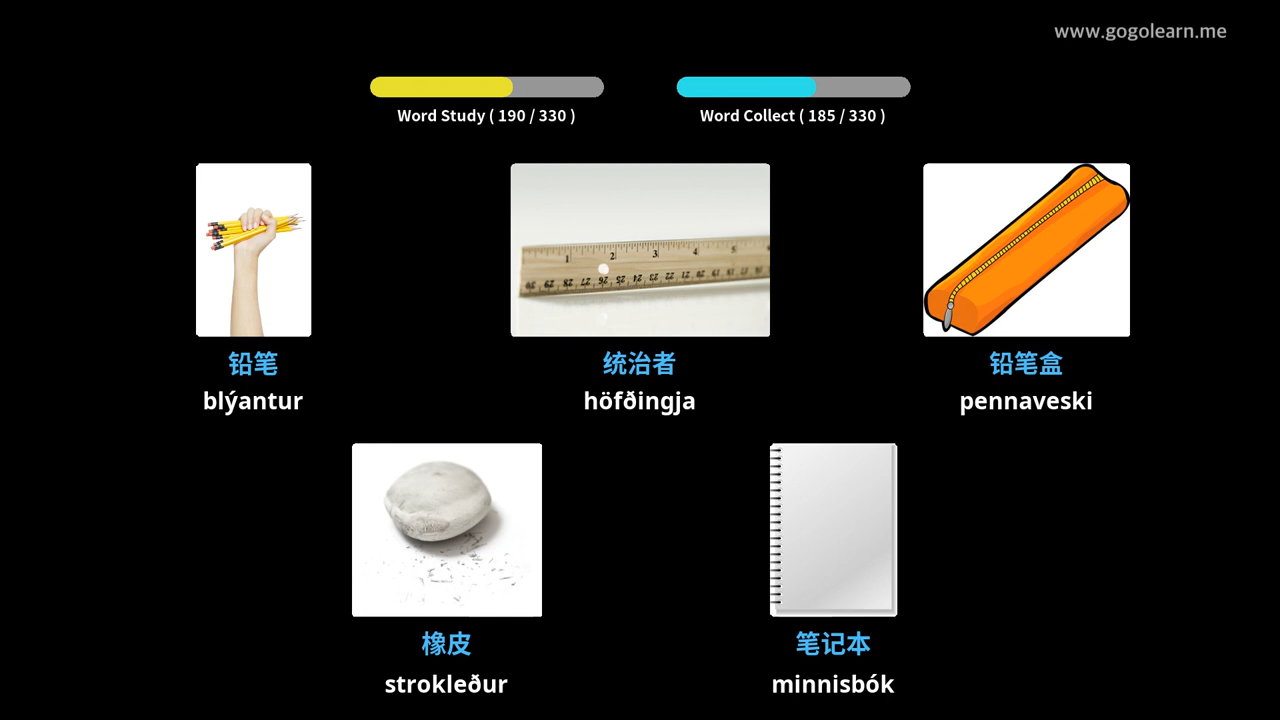 www.gogolearn.me
Word Study ( 190 / 330 )
Word Collect ( 185 / 330 )
铅笔
blýantur
统治者
höfðingja
铅笔盒
pennaveski
橡皮
strokleður
笔记本
minnisbók